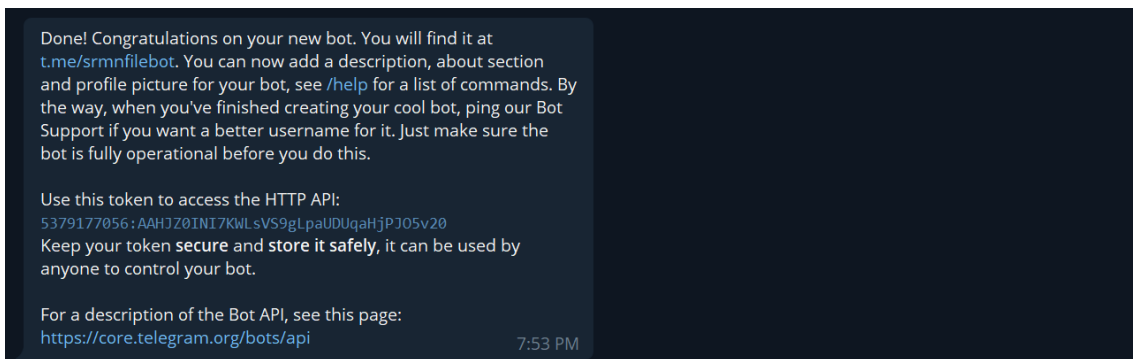 Done! Congratulations on your new bot. You will find it at
t.me/srmnfilebot. You can now add a description, about section
and profile picture for your bot, see /help for a list of commands. By
the way, when you've finished creating your cool bot, ping our Bot
Support if you want a better username for it. Just make sure the
bot is fully operational before you do this.
Use this token to access the HTTP API:
5379177056:AAHJZ0INI7KWLsVS9gLpaUDUqaHjPJO5v20
Keep your token secure and store it safely, it can be used by
anyone to control your bot.
For a description of the Bot API, see this page:
https://core.telegram.org/bots/api
7:53 PM